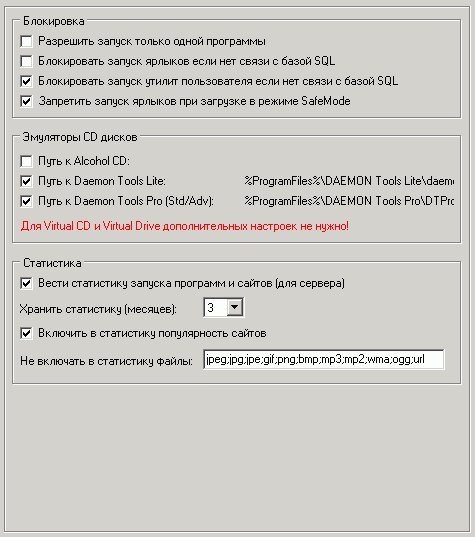 Блокировка
Разрешить запуск только одной программы
Блокировать запуск ярлыков если нет связи с базой SQL
Блокировать запуск утилит пользователя если нет связи с базой SQL
Запретить запуск ярлыков при загрузке в режиме SafeMode
Эмуляторы CD дисков
Путь к Alcohol CD:
Путь к Daemon Tools Lite: %ProgramFiles%\DAEMON Tools Lite\daemo
Путь к Daemon Tools Pro (Std/Adv): %ProgramFiles%\DAEMON Tools Pro\DTPro
Для Virtual CD и Virtual Drive дополнительных настроек не нужно!
Статистика
Вести статистику запуска программ и сайтов (для сервера)
Хранить статистику (месяцев): 3
Включить в статистику популярность сайтов
Не включать в статистику файлы: jpeg;jpg;jpe;gif;png;bmp;mp3;mp2;wma;ogg;url